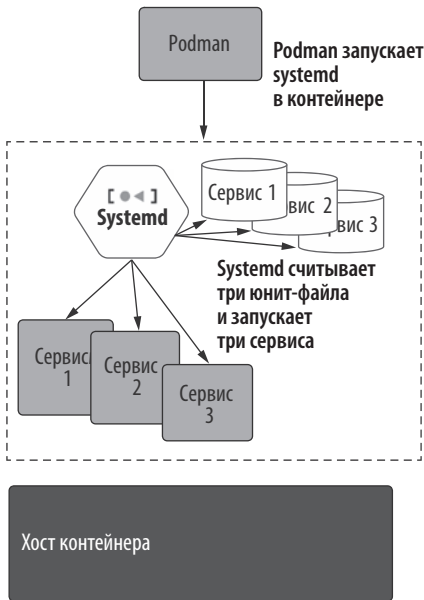 Podman
Podman запускает
systemd
в контейнере
Systemd
Сервис 1
вис 2
вис 3
Systemd считывает
три юнит-файла
и запускает
три сервиса
Сервис
1
Сервис
2
Сервис
3
Хост контейнера